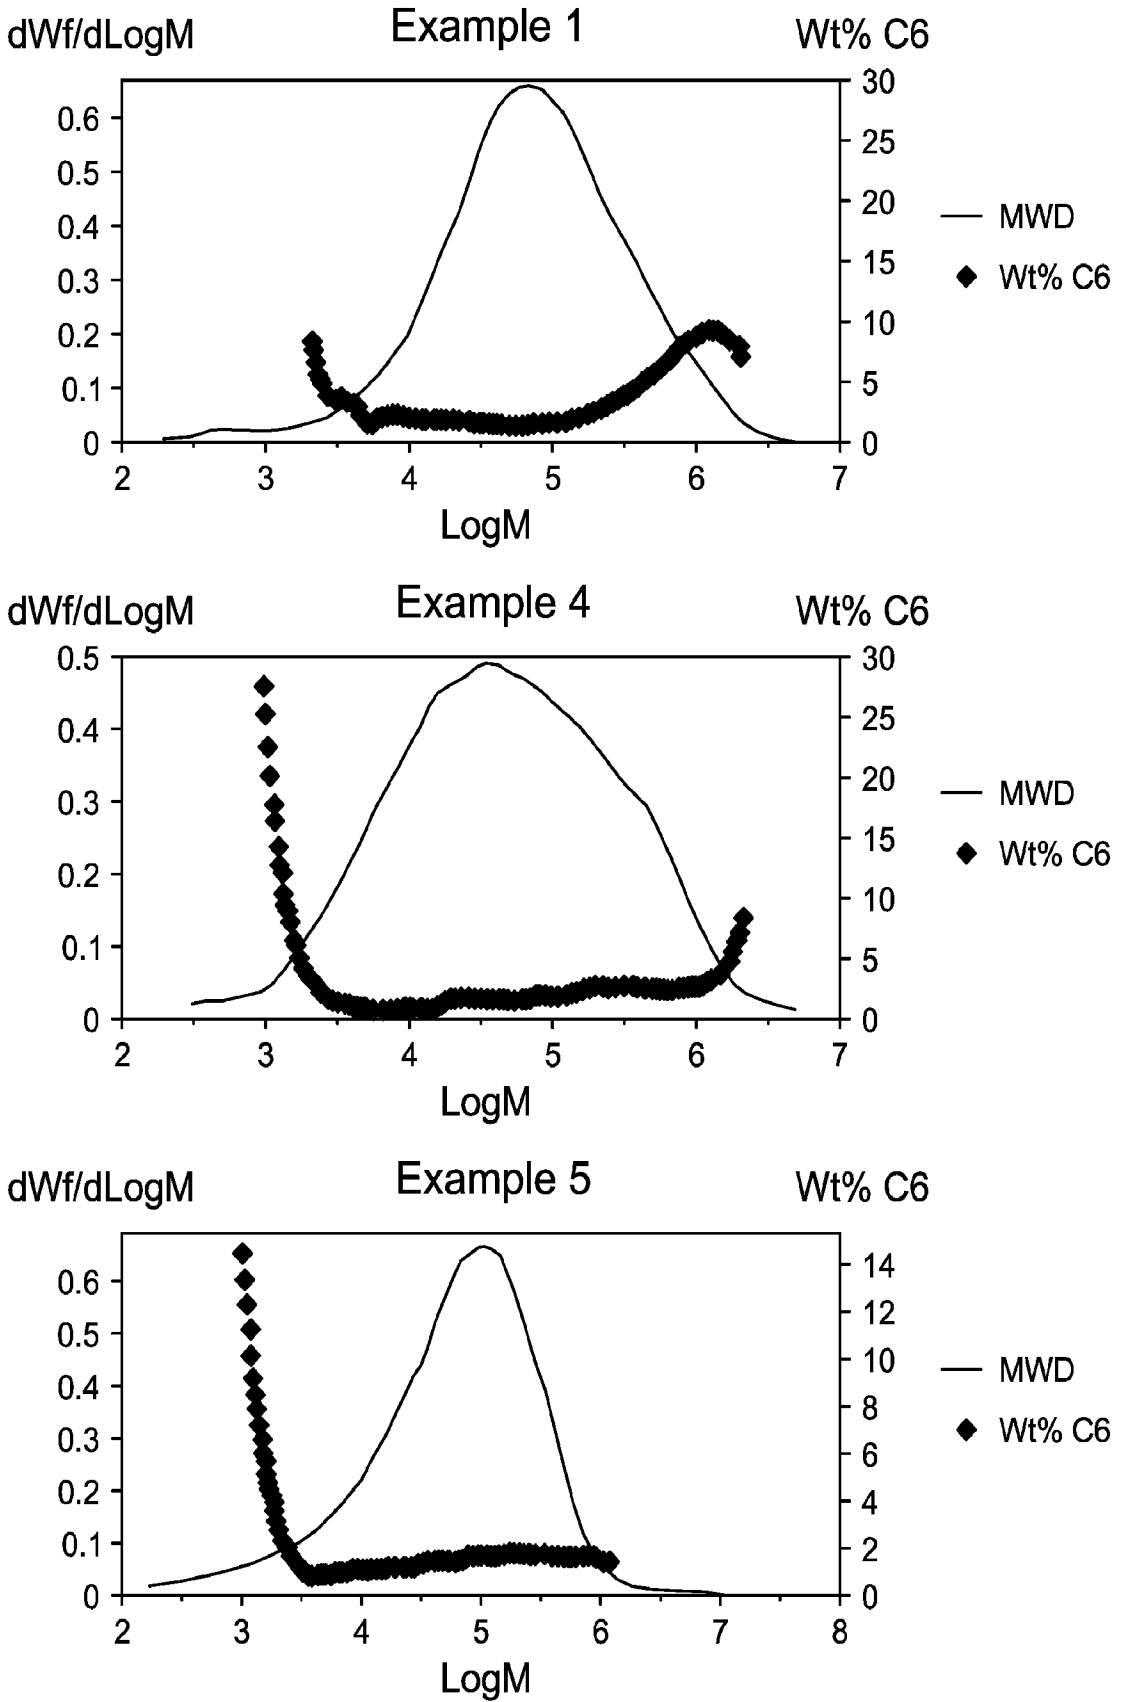 dWf/dLogM Example 1 Wt% C6
0.6 0.5 0.4 0.3 0.2 0.1 0
30 25 20 15 10 5 0
MWD
Wt% C6
2 3 4 5 6 7
LogM
dWf/dLogM Example 4 Wt% C6
0.5 0.4 0.3 0.2 0.1 0
30 25 20 15 10 5 0
MWD
Wt% C6
2 3 4 5 6 7
LogM
dWf/dLogM Example 5 Wt% C6
0.6 0.5 0.4 0.3 0.2 0.1 0
14 12 10 8 6 4 2 0
MWD
Wt% C6
2 3 4 5 6 7 8
LogM